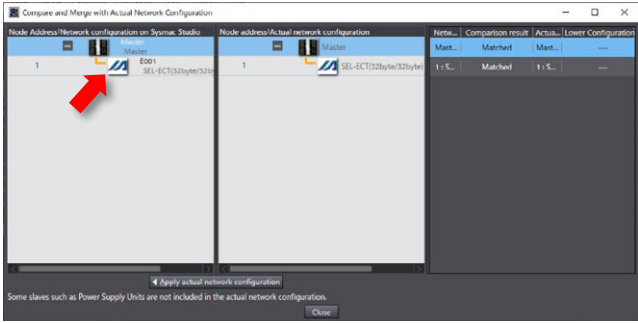 Compare and Merge with Actual Network Configuration
Node Address|Network configuration on Sysmac Studio
Master
Master
1
E001
SEL-ECT(32byte/32by
Node address|Actual network configuration
Master
1
SEL-ECT(32byte/32byte)
Netw... Comparison result Actua... Lower Configuration
Mast... Matched Mast... ---
1 : S... Matched 1 : S... ---
Apply actual network configuration
Some slaves such as Power Supply Units are not included in the actual network configuration.
Close